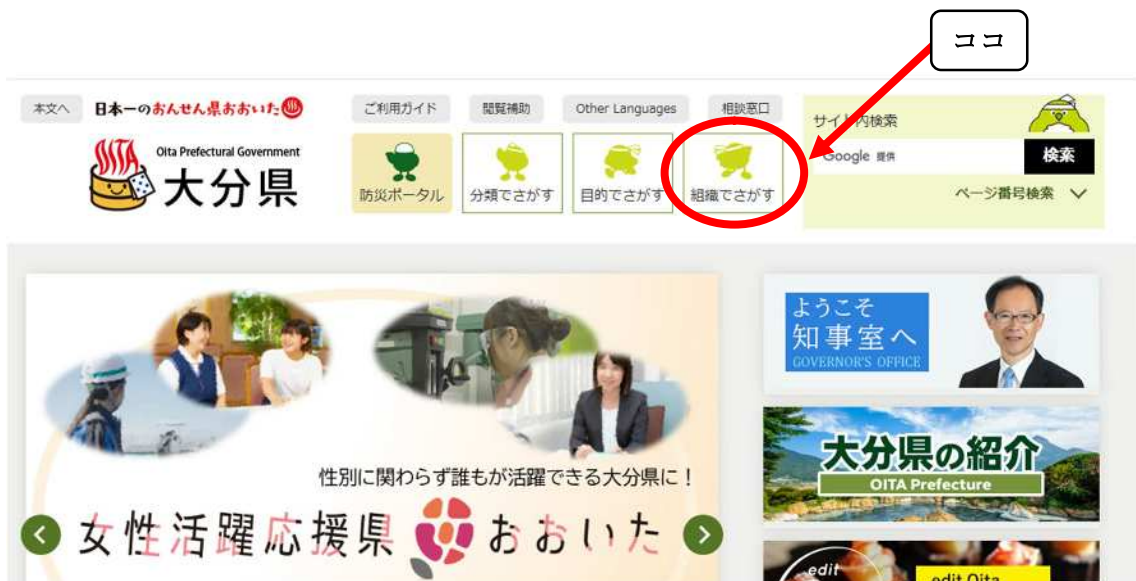 ココ
本文へ
日本一のおんせん県おおいた
ご利用ガイド
閲覧補助
Other Languages
相談窓口
Oita Prefectural Government
大分県
防災ポータル
分類でさがす
目的でさがす
組織でさがす
サイト内検索
Google 提供
検索
ページ番号検索
ようこそ
知事室へ
GOVERNOR'S OFFICE
大分県の紹介
OITA Prefecture
性別に関わらず誰もが活躍できる大分県に！
女性活躍応援県 おおいた
edit
edit Oita